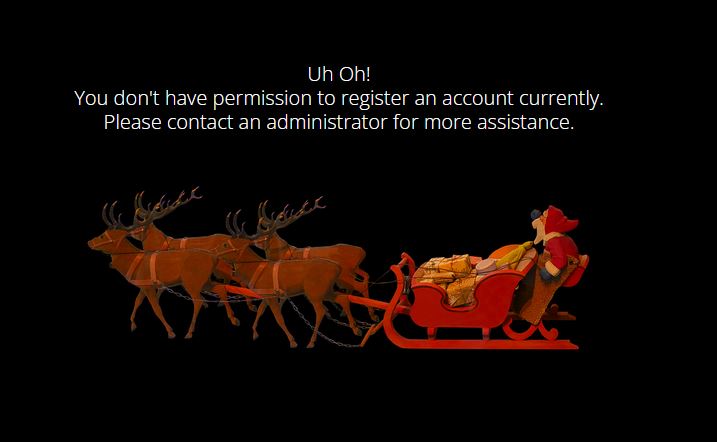 Uh Oh!
You don't have permission to register an account currently.
Please contact an administrator for more assistance.